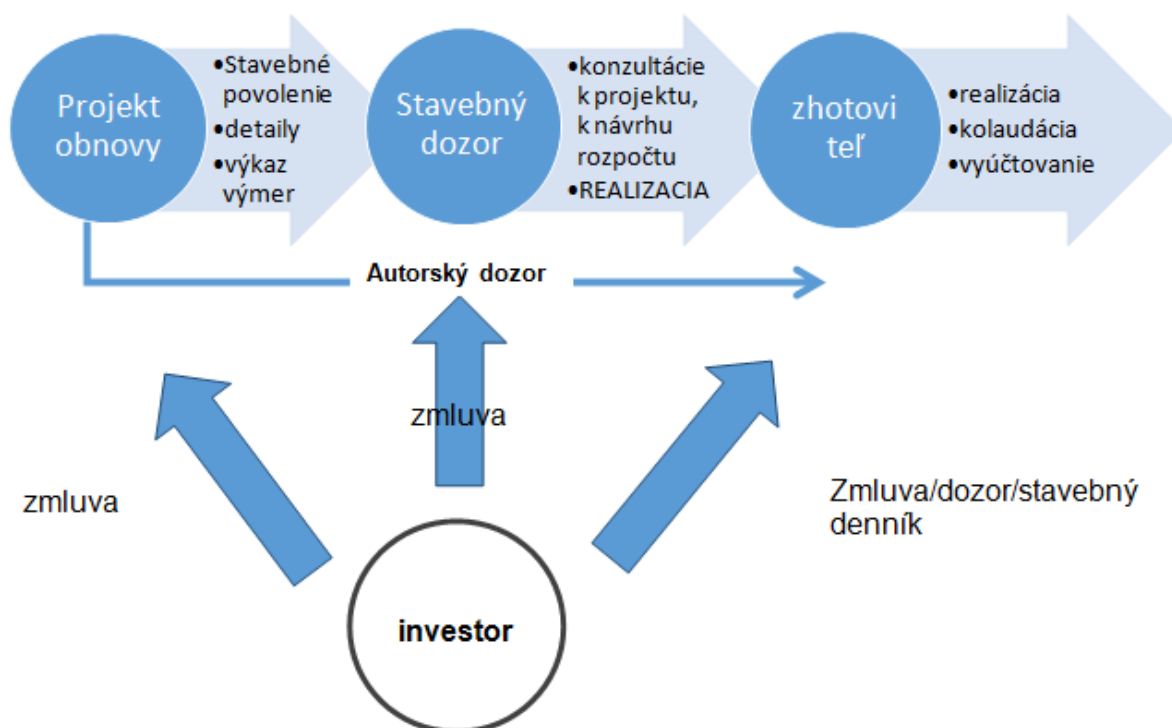 Projekt
obnovy
•Stavebné
povolenie
•detaily
•výkaz
výmer
Stavebný
dozor
•konzultácie
k projektu,
k návrhu
rozpočtu
•REALIZACIA
zhotovi
teľ
•realizácia
•kolaudácia
•vyúčtovanie
Autorský dozor
zmluva
zmluva
Zmluva/dozor/stavebný
denník
investor